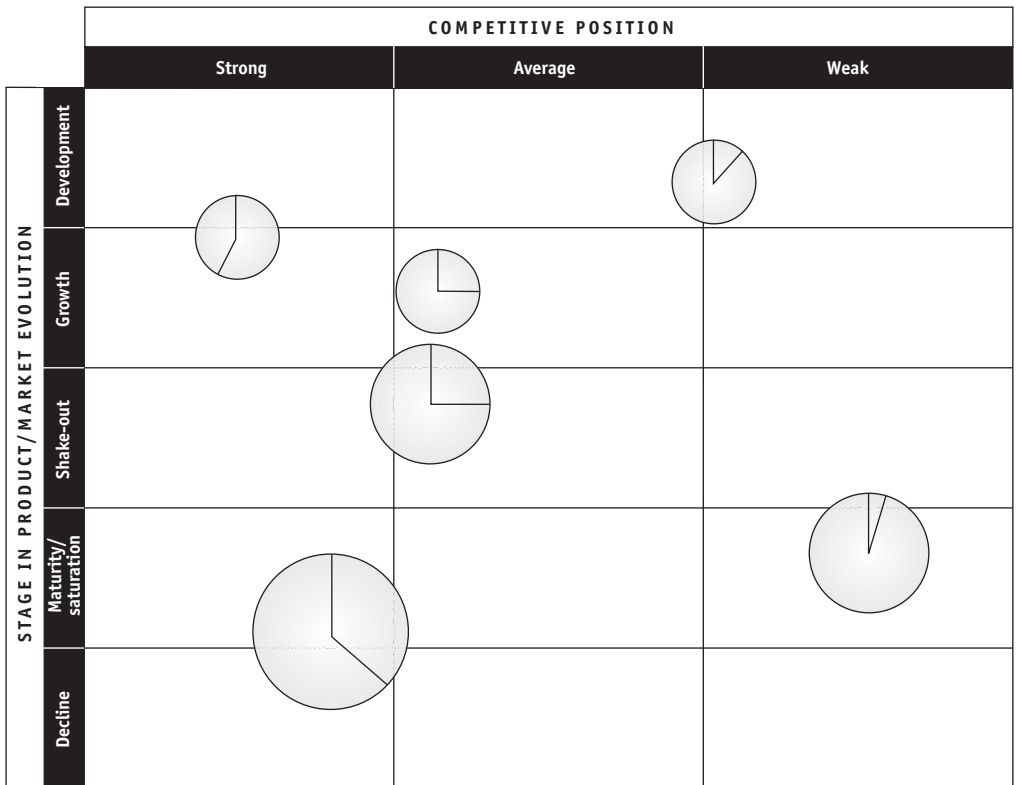 COMPETITIVE POSITION
Strong
Average
Weak
STAGE IN PRODUCT/MARKET EVOLUTION
Development
Growth
Shake-out
Maturity/
saturation
Decline